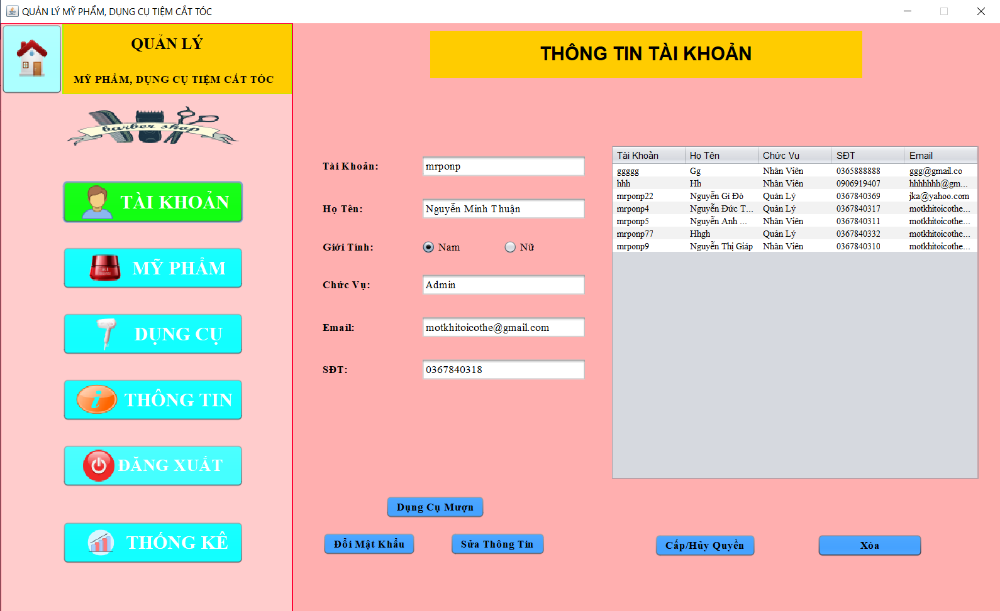 QUẢN LÝ MỸ PHẨM, DỤNG CỤ TIỆM CẮT TÓC
QUẢN LÝ
MỸ PHẨM, DỤNG CỤ TIỆM CẮT TÓC
barber shop
TÀI KHOẢN
MỸ PHẨM
DỤNG CỤ
THÔNG TIN
ĐĂNG XUẤT
THỐNG KÊ
THÔNG TIN TÀI KHOẢN
Tài Khoản: mrponp
Họ Tên: Nguyễn Minh Thuận
Giới Tính: Nam Nữ
Chức Vụ: Admin
Email: motkhitoicothe@gmail.com
SĐT: 0367840318
Tài Khoản Họ Tên Chức Vụ SĐT Email
ggggg Gg Nhân Viên 0365888888 ggg@gmail.co
hhh Hh Nhân Viên 0906919407 hhhhhhh@gm...
mrponp22 Nguyễn Gì Đó Quản Lý 0367840369 jka@yahoo.com
mrponp4 Nguyễn Đức T... Quản Lý 0367840317 motkhitoicothe...
mrponp5 Nguyễn Anh ... Nhân Viên 0367840311 motkhitoicothe...
mrponp77 Hhgh Quản Lý 0367840332 motkhitoicothe...
mrponp9 Nguyễn Thị Giáp Nhân Viên 0367840310 motkhitoicothe...
Dụng Cụ Mượn
Đổi Mật Khẩu Sửa Thông Tin Cấp/Hủy Quyền Xóa